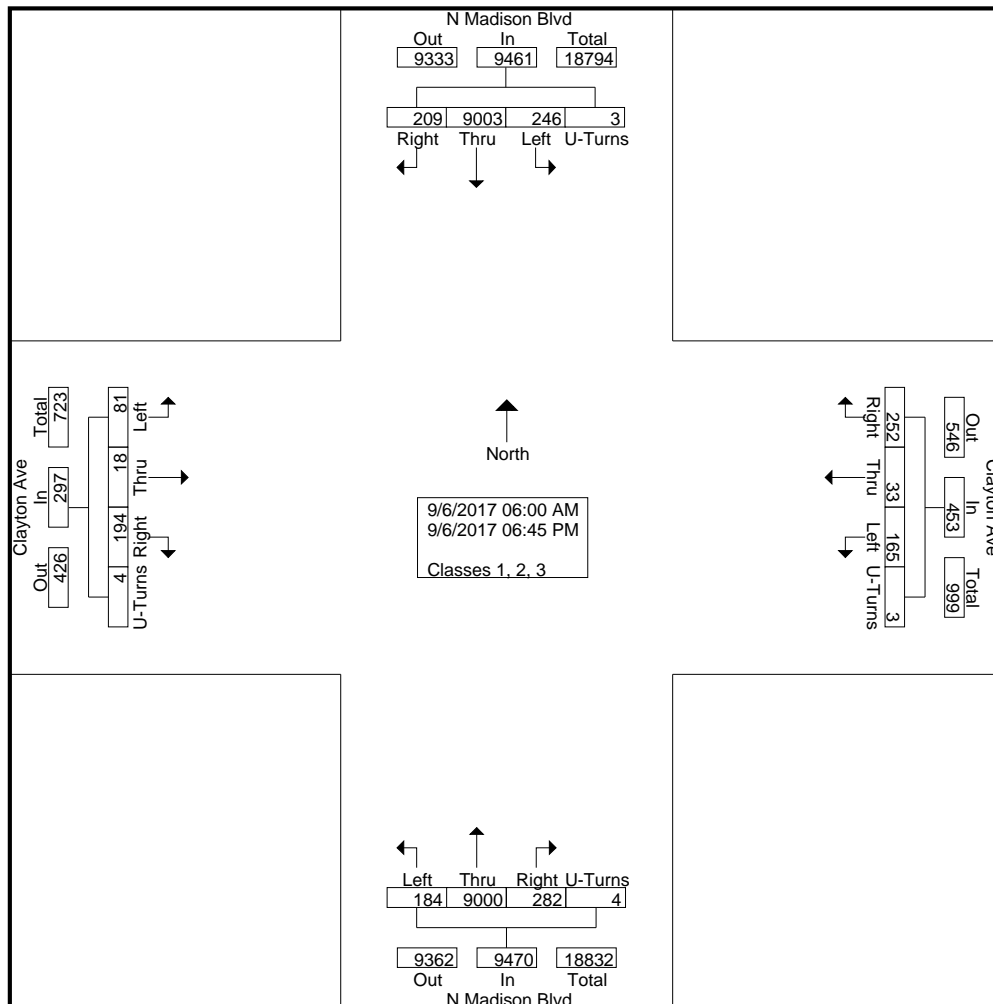 N Madison Blvd
Out In Total
9333 9461 18794
209 9003 246 3
Right Thru Left U-Turns
Clayton Ave
Total In Out
723 297 426
81 18 194 4
Left Thru Right U-Turns
North
9/6/2017 06:00 AM
9/6/2017 06:45 PM
Classes 1, 2, 3
Right Thru Left U-Turns
252 33 165 3
Out In Total
546 453 999
Clayton Ave
Left Thru Right U-Turns
184 9000 282 4
9362 9470 18832
Out In Total
N Madison Blvd